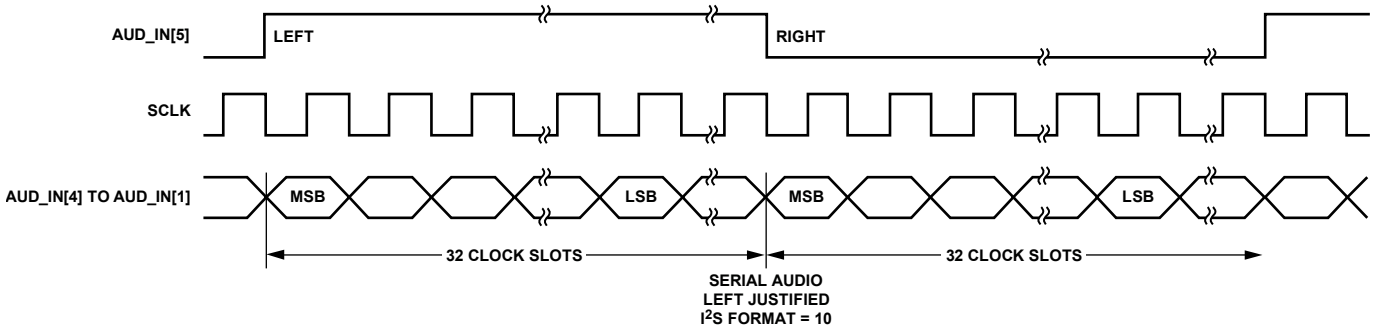 AUD_IN[5]
LEFT
RIGHT
SCLK
AUD_IN[4] TO AUD_IN[1]
MSB
LSB
MSB
LSB
32 CLOCK SLOTS
32 CLOCK SLOTS
SERIAL AUDIO
LEFT JUSTIFIED
I²S FORMAT = 10